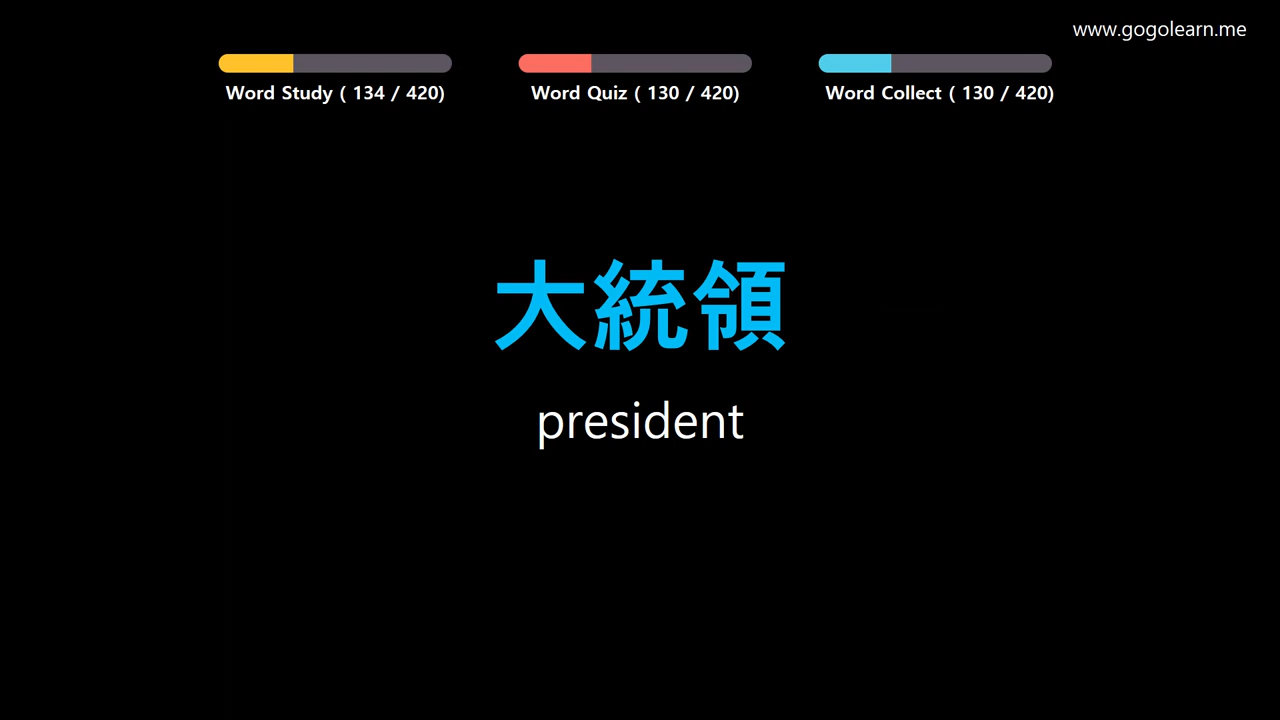 www.gogolearn.me
Word Study ( 134 / 420)
Word Quiz ( 130 / 420)
Word Collect ( 130 / 420)
大統領
president